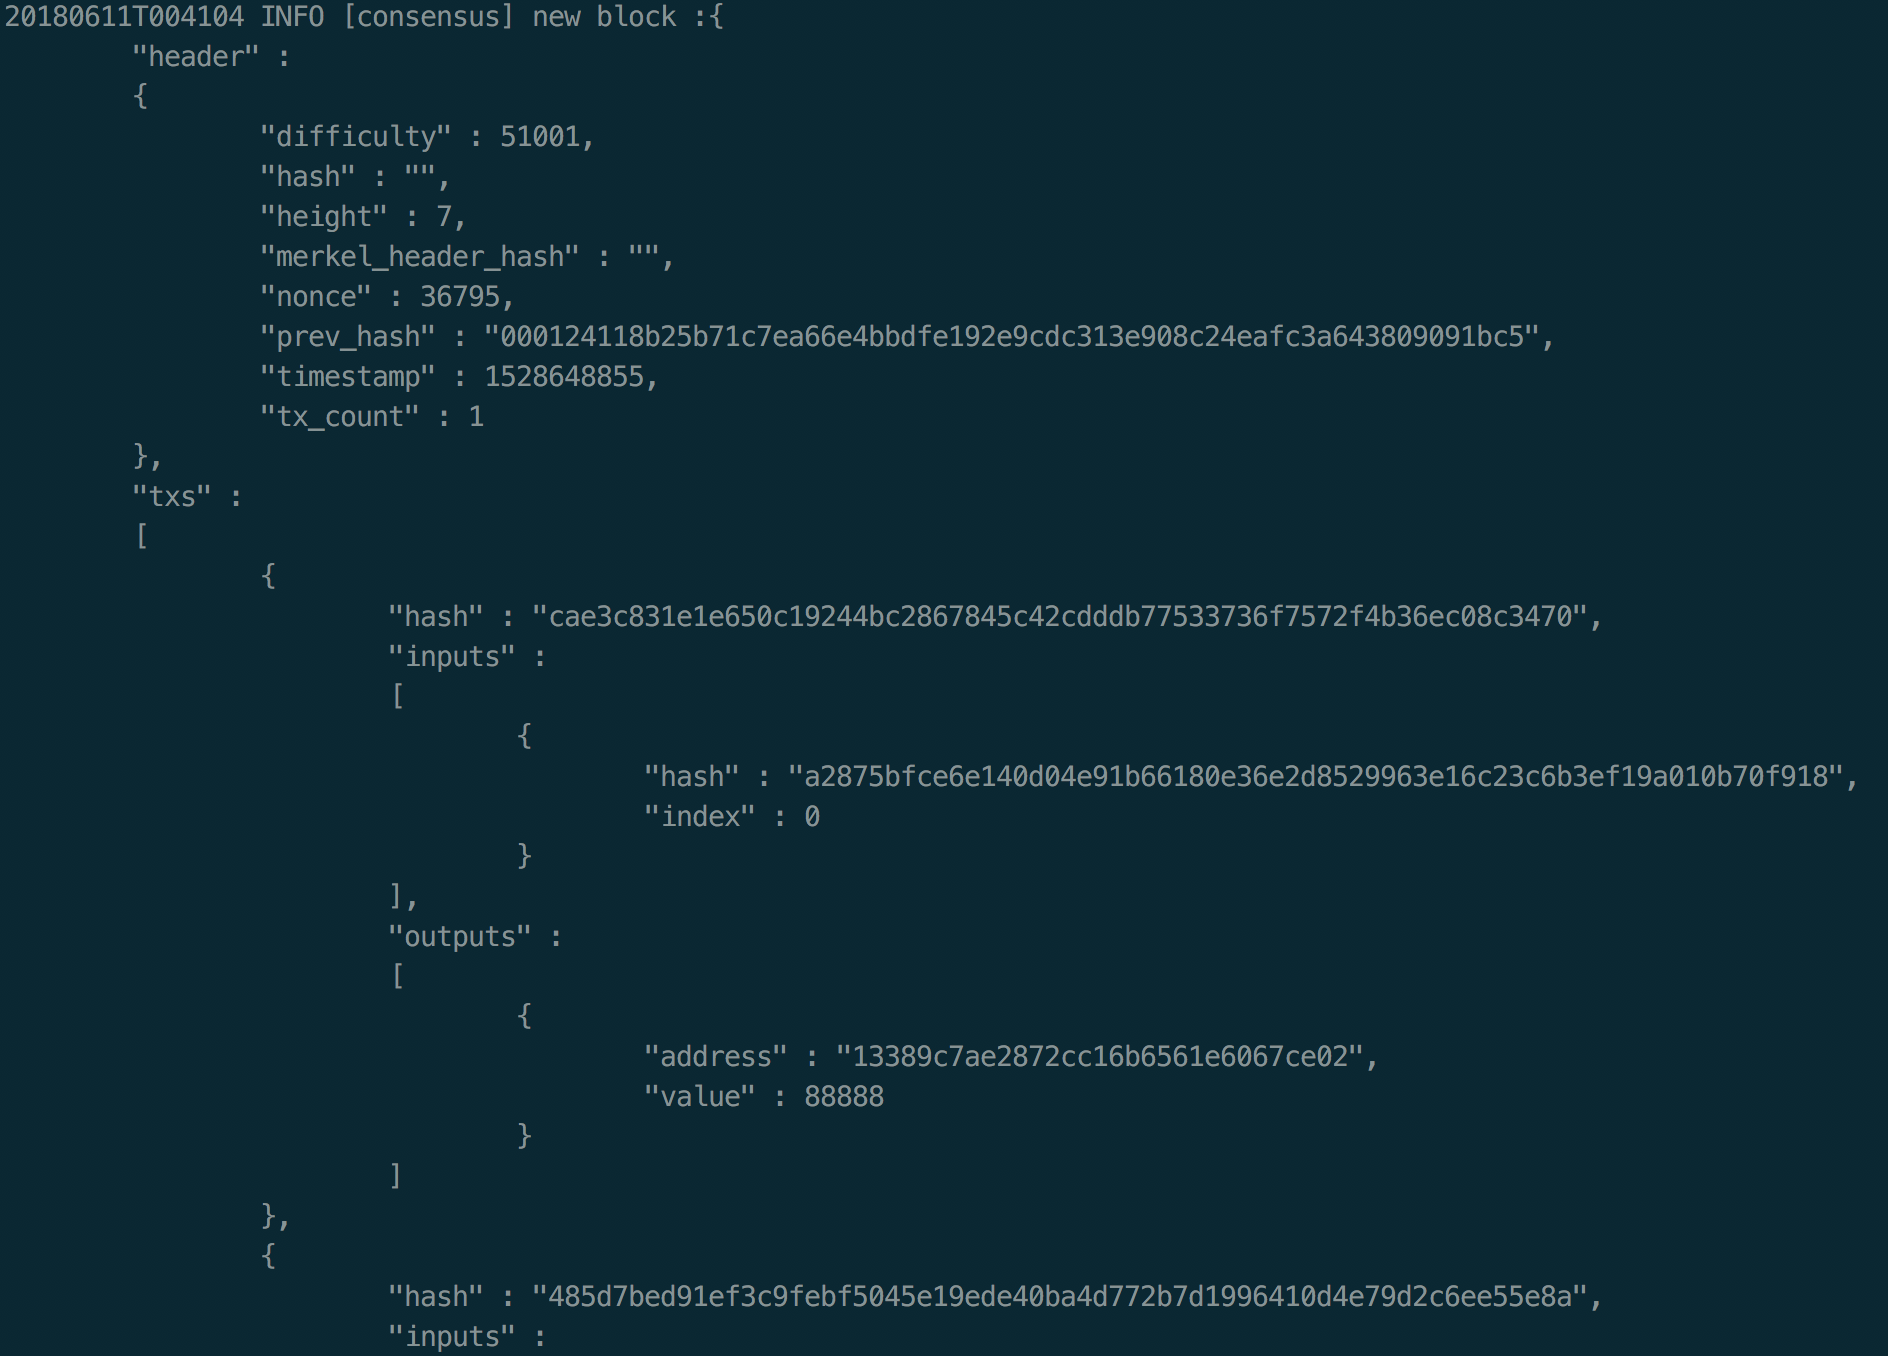 20180611T004104 INFO [consensus] new block :{
"header" :
{
"difficulty" : 51001,
"hash" : "",
"height" : 7,
"merkel_header_hash" : "",
"nonce" : 36795,
"prev_hash" : "000124118b25b71c7ea66e4bbdfe192e9cdc313e908c24eafc3a643809091bc5",
"timestamp" : 1528648855,
"tx_count" : 1
},
"txs" :
[
{
"hash" : "cae3c831e1e650c19244bc2867845c42cdddb77533736f7572f4b36ec08c3470",
"inputs" :
[
{
"hash" : "a2875bfce6e140d04e91b66180e36e2d8529963e16c23c6b3ef19a010b70f918",
"index" : 0
}
],
"outputs" :
[
{
"address" : "13389c7ae2872cc16b6561e6067ce02",
"value" : 88888
}
]
},
{
"hash" : "485d7bed91ef3c9febf5045e19ede40ba4d772b7d1996410d4e79d2c6ee55e8a",
"inputs" :